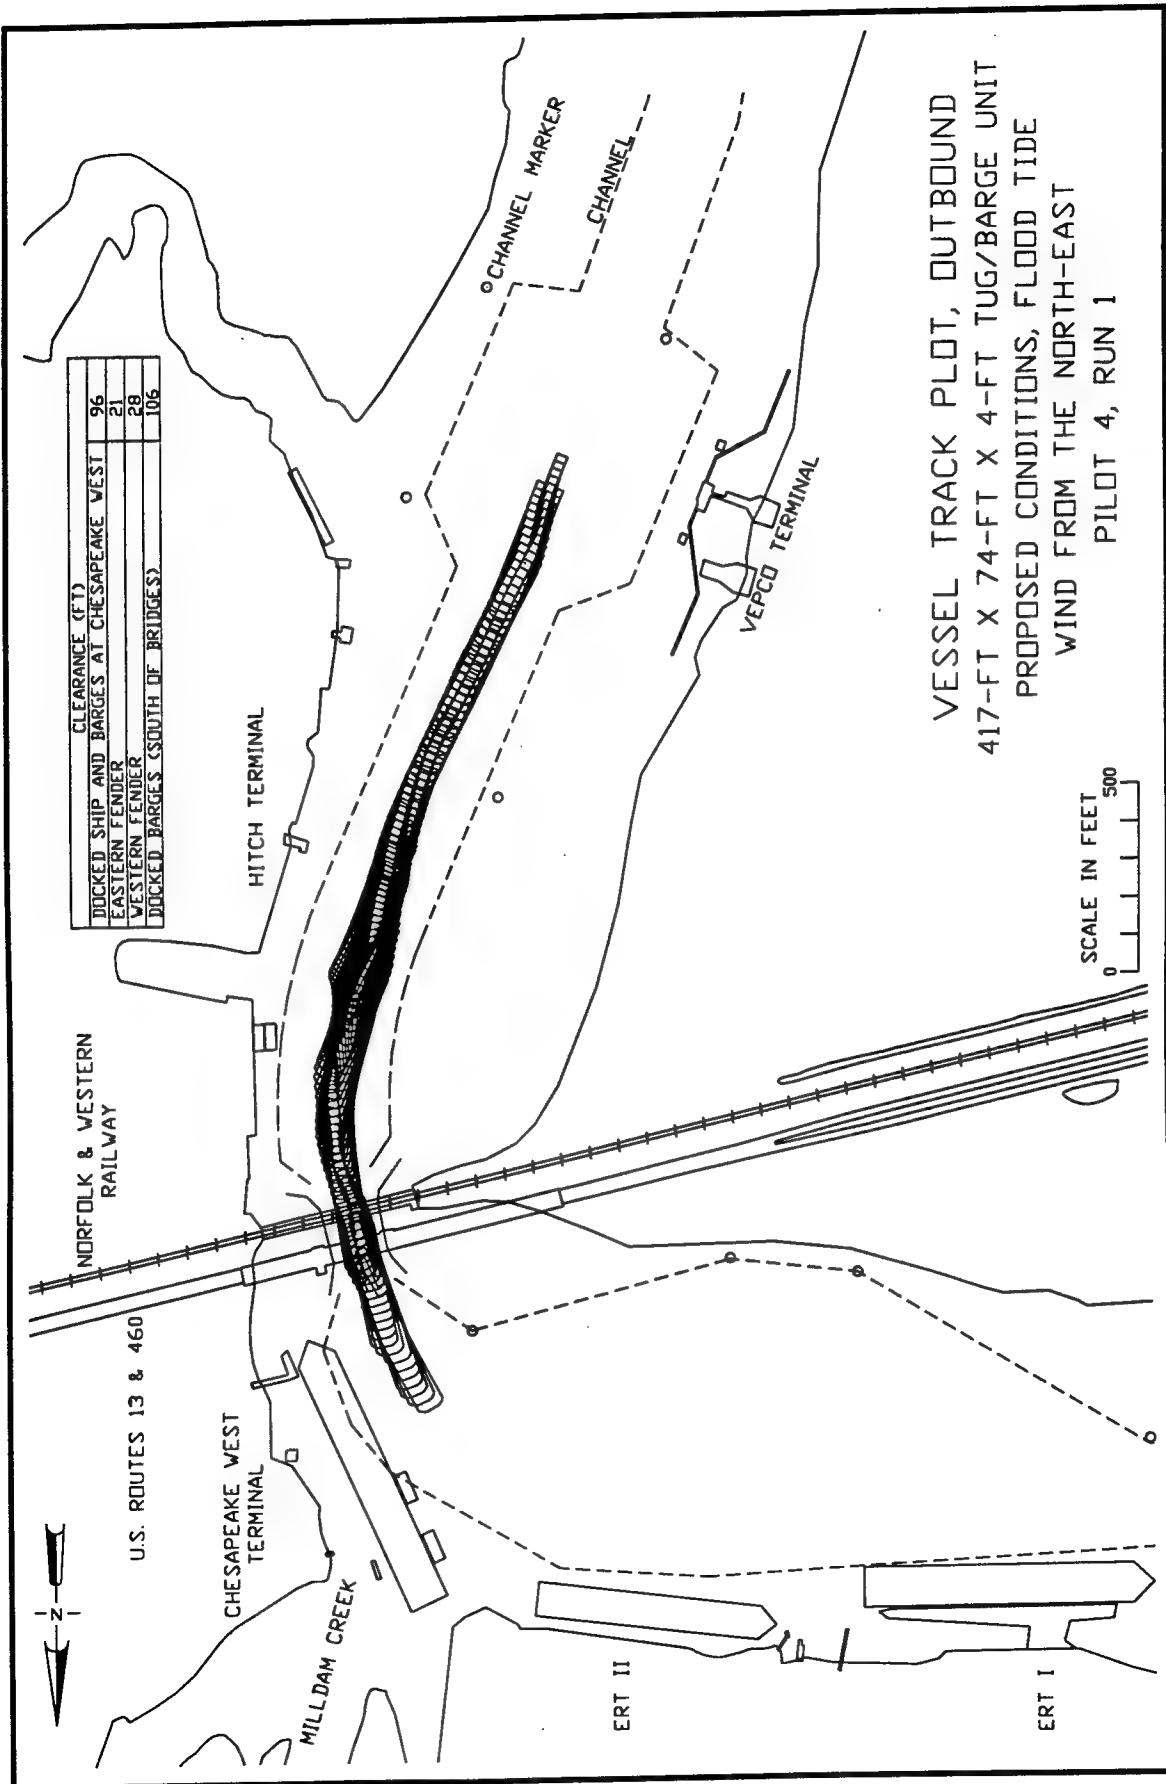 CLEARANCE (FT)
DOCKED SHIP AND BARGES AT CHESAPEAKE WEST 96
EASTERN FENDER 21
WESTERN FENDER 28
DOCKED BARGES (SOUTH OF BRIDGES) 106
N
U.S. ROUTES 13 & 460
NORFOLK & WESTERN
RAILWAY
HITCH TERMINAL
CHANNEL MARKER
CHANNEL
CHESAPEAKE WEST
TERMINAL
MILLDAM CREEK
VEPCO TERMINAL
ERT II
ERT I
SCALE IN FEET
0 500
VESSEL TRACK PLOT, OUTBOUND
417-FT X 74-FT X 4-FT TUG/BARGE UNIT
PROPOSED CONDITIONS, FLOOD TIDE
WIND FROM THE NORTH-EAST
PILOT 4, RUN 1